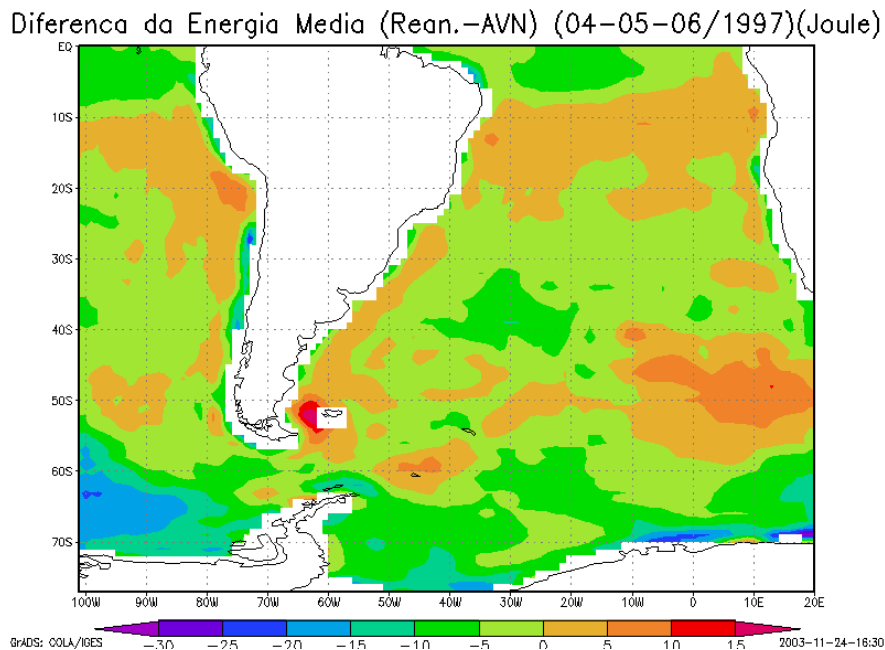 Diferenca da Energia Media (Rean.-AVN) (04-05-06/1997)(Joule)
EQ
10S
20S
30S
40S
50S
60S
70S
100W 90W 80W 70W 60W 50W 40W 30W 20W 10W 0 10E 20E
-30 -25 -20 -15 -10 -5 0 5 10 15
GrADS: COLA/IGES 2003-11-24-16:30